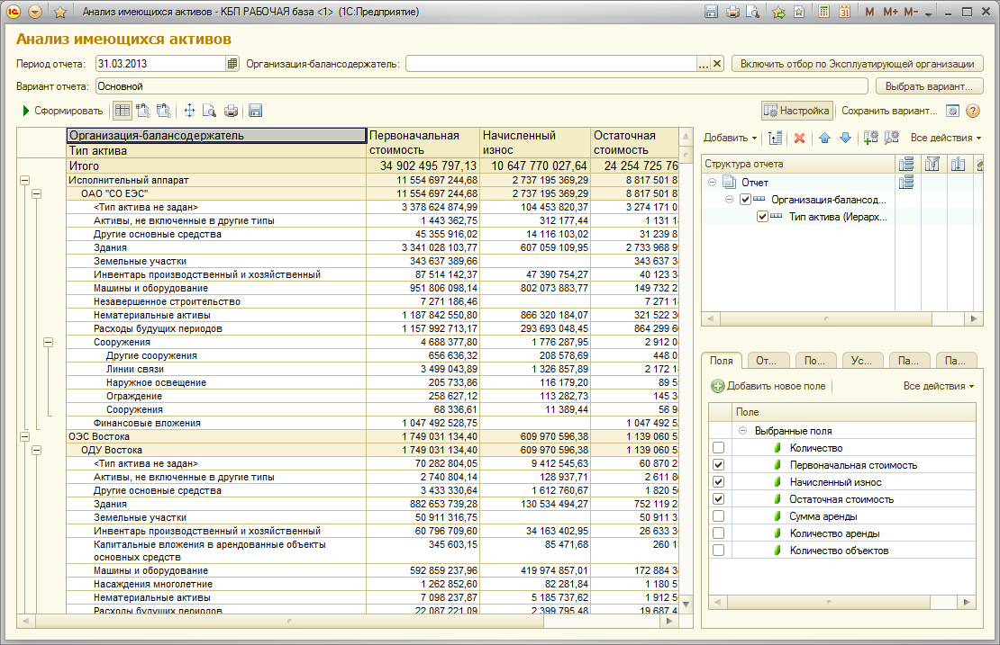 Анализ имеющихся активов - КБП РАБОЧАЯ база <1> (1С:Предприятие)
M M+ M-
Анализ имеющихся активов
Период отчета: 31.03.2013 Организация-балансодержатель: ... Включить отбор по Эксплуатирующей организации
Вариант отчета: Основной Выбрать вариант...
Сформировать Настройка Сохранить вариант...
Организация-балансодержатель Первоначальная стоимость Начисленный износ Остаточная стоимость
Тип актива
Итого 34 902 495 797,13 10 647 770 027,64 24 254 725 76
Исполнительный аппарат 11 554 697 244,68 2 737 195 369,29 8 817 501 8
ОАО "СО ЕЭС" 11 554 697 244,68 2 737 195 369,29 8 817 501 8
<Тип актива не задан> 3 378 624 874,99 104 453 820,37 3 274 171 0
Активы, не включенные в другие типы 1 443 362,75 312 177,44 1 131 1
Другие основные средства 45 355 916,02 14 116 103,02 31 239 8
Здания 3 341 028 103,77 607 059 109,95 2 733 968 9
Земельные участки 343 637 389,66 343 637 3
Инвентарь производственный и хозяйственный 87 514 142,37 47 390 754,27 40 123 3
Машины и оборудование 951 806 098,14 802 073 883,77 149 732 2
Незавершенное строительство 7 271 186,46 7 271 1
Нематериальные активы 1 187 842 550,80 866 320 184,07 321 522 3
Расходы будущих периодов 1 157 992 713,17 293 693 048,45 864 299 6
Сооружения 4 688 377,80 1 776 287,95 2 912 0
Другие сооружения 656 636,32 208 578,69 448 0
Линии связи 3 499 043,89 1 326 857,89 2 172 1
Наружное освещение 205 733,86 116 179,20 89 5
Ограждение 258 627,12 113 282,73 145 3
Сооружения 68 336,61 11 389,44 56 9
Финансовые вложения 1 047 492 528,75 1 047 492 5
ОЭС Востока 1 749 031 134,40 609 970 596,38 1 139 060 5
ОДУ Востока 1 749 031 134,40 609 970 596,38 1 139 060 5
<Тип актива не задан> 70 282 804,05 9 412 545,63 60 870 2
Активы, не включенные в другие типы 2 740 804,14 128 937,71 2 611 8
Другие основные средства 3 433 330,64 1 612 760,67 1 820 5
Здания 882 653 739,28 130 534 494,27 752 119 2
Земельные участки 50 911 316,75 50 911 3
Инвентарь производственный и хозяйственный 60 796 709,60 34 163 402,95 26 633 3
Капитальные вложения в арендованные объекты 345 603,15 85 471,68 260 1
основных средств
Машины и оборудование 592 859 237,96 419 974 857,01 172 884 3
Насаждения многолетние 1 262 852,60 82 281,84 1 180 5
Нематериальные активы 7 098 237,87 5 185 737,62 1 912 5
Расходы будущих периодов 22 087 221,09 2 399 795,48 19 687 4
Добавить Все действия
Структура отчета
Отчет
Организация-балансод...
Тип актива (Иерарх...
Поля От... По... Ус... Па... Па...
Добавить новое поле Все действия
Поле
Выбранные поля
Количество
Первоначальная стоимость
Начисленный износ
Остаточная стоимость
Сумма аренды
Количество аренды
Количество объектов